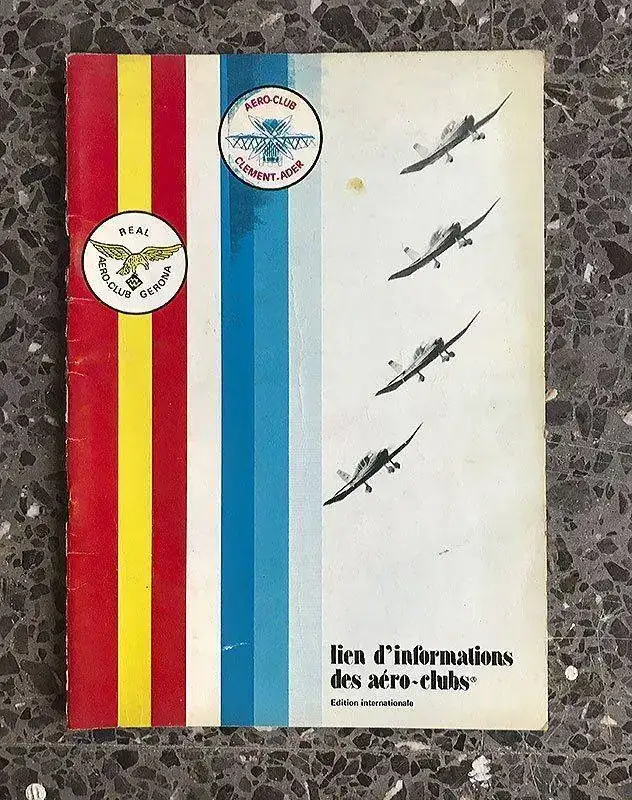 AERO-CLUB
CLEMENT-ADER
REAL
AERO-CLUB GERONA
lien d'informations
des aéro-clubs®
Edition internationale